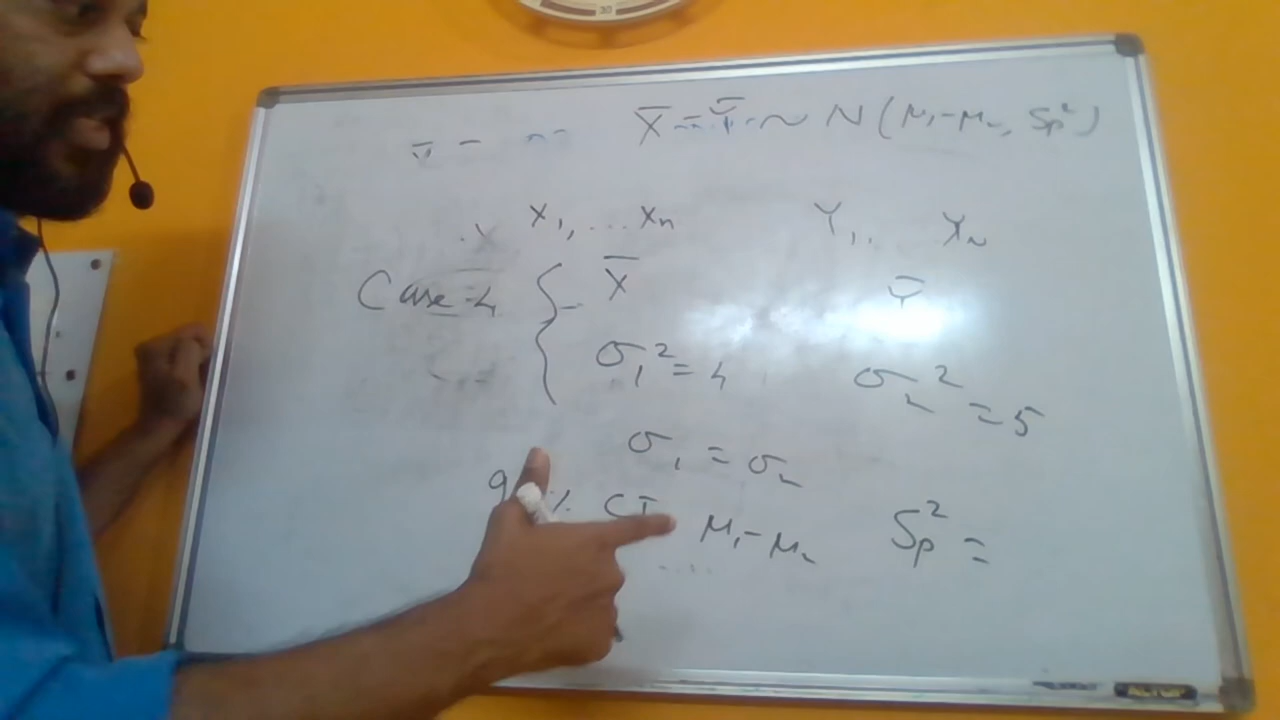 X̄ - Ȳ ~ N(μ₁-μ₂, Sp²)
X₁, ... Xn Y₁, .. Yn
Case-4 { X̄ Ȳ
σ₁² = 4 σ₂² = 5
σ₁ = σ₂
% CI μ₁-μ₂ Sp² =